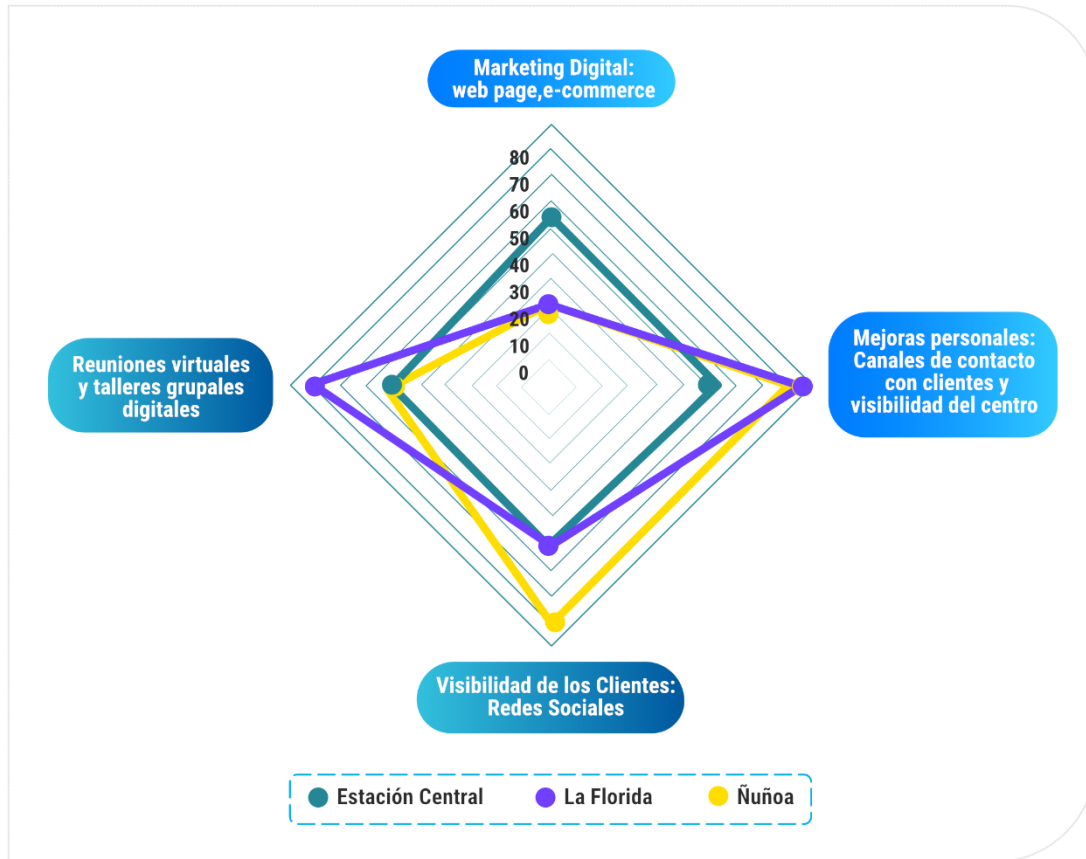 Marketing Digital:
web page,e-commerce
80
70
60
50
40
30
20
10
0
Reuniones virtuales
y talleres grupales
digitales
Mejoras personales:
Canales de contacto
con clientes y
visibilidad del centro
Visibilidad de los Clientes:
Redes Sociales
Estación Central
La Florida
Ñuñoa